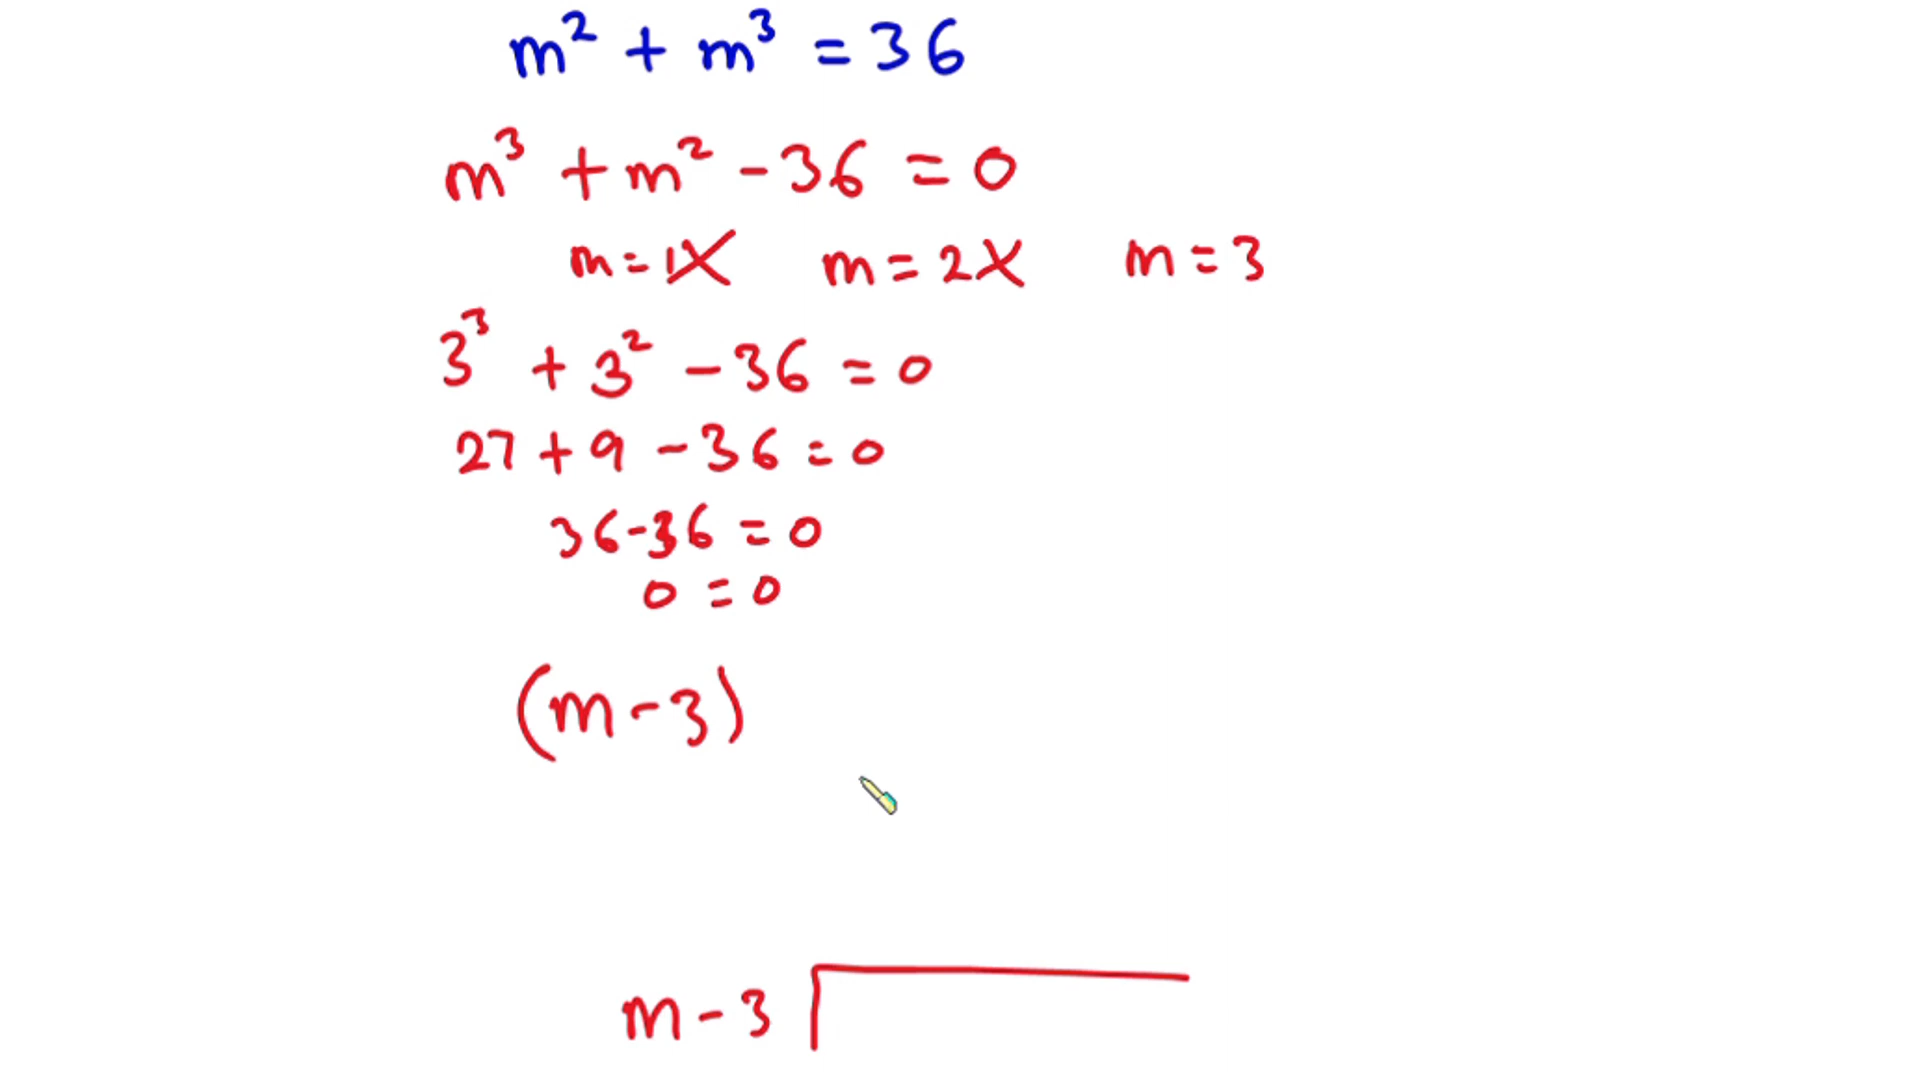 m² + m³ = 36
m³ + m² - 36 = 0
m = 1X m = 2X m = 3
3³ + 3² - 36 = 0
27 + 9 - 36 = 0
36 - 36 = 0
0 = 0
(m - 3)
m - 3